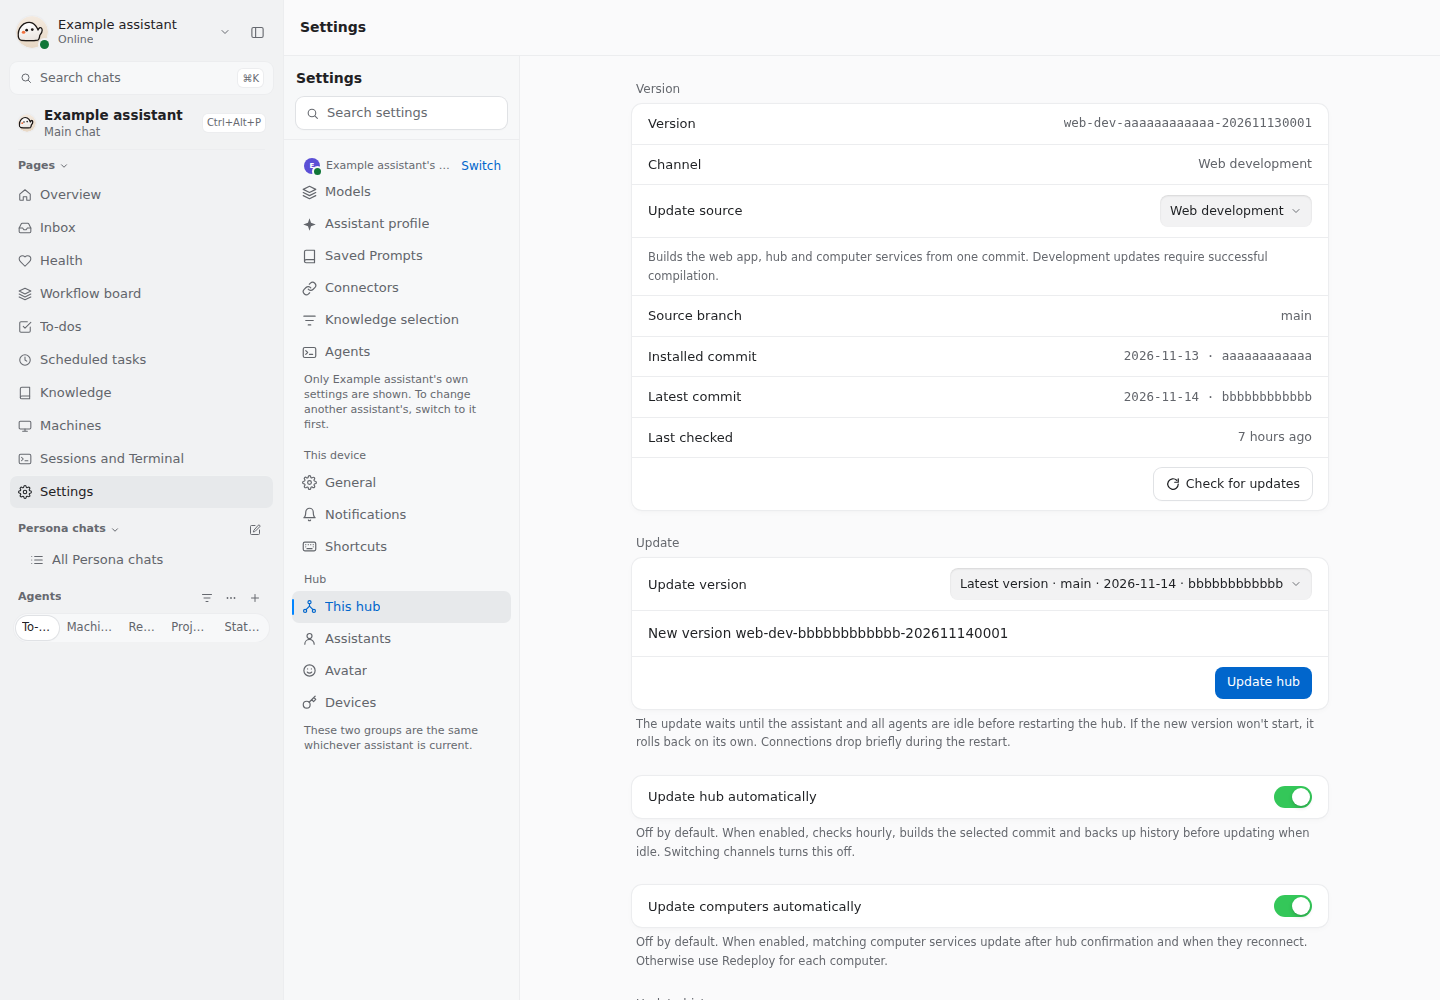 Example assistant
Online
Search chats
⌘K
Example assistant
Main chat
Ctrl+Alt+P
Pages
Overview
Inbox
Health
Workflow board
To-dos
Scheduled tasks
Knowledge
Machines
Sessions and Terminal
Settings
Persona chats
All Persona chats
Agents
To-…
Machi…
Re…
Proj…
Stat…
Settings
Settings
Search settings
E
Example assistant's …
Switch
Models
Assistant profile
Saved Prompts
Connectors
Knowledge selection
Agents
Only Example assistant's own
settings are shown. To change
another assistant's, switch to it
first.
This device
General
Notifications
Shortcuts
Hub
This hub
Assistants
Avatar
Devices
These two groups are the same
whichever assistant is current.
Version
Version
web-dev-aaaaaaaaaaaa-202611130001
Channel
Web development
Update source
Web development
Builds the web app, hub and computer services from one commit. Development updates require successful
compilation.
Source branch
main
Installed commit
2026-11-13 · aaaaaaaaaaaa
Latest commit
2026-11-14 · bbbbbbbbbbbb
Last checked
7 hours ago
Check for updates
Update
Update version
Latest version · main · 2026-11-14 · bbbbbbbbbbbb
New version web-dev-bbbbbbbbbbbb-202611140001
Update hub
The update waits until the assistant and all agents are idle before restarting the hub. If the new version won't start, it
rolls back on its own. Connections drop briefly during the restart.
Update hub automatically
Off by default. When enabled, checks hourly, builds the selected commit and backs up history before updating when
idle. Switching channels turns this off.
Update computers automatically
Off by default. When enabled, matching computer services update after hub confirmation and when they reconnect.
Otherwise use Redeploy for each computer.